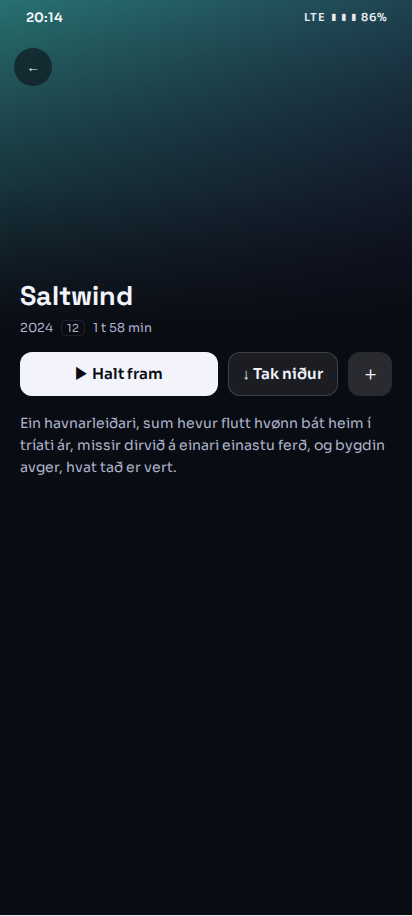 20:14
LTE 86%
←
Saltwind
2024 12 1 t 58 min
▶ Halt fram
↓ Tak niður
+
Ein havnarleiðari, sum hevur flutt hvønn bát heim í
tríati ár, missir dirvið á einari einastu ferð, og bygdin
avger, hvat tað er vert.